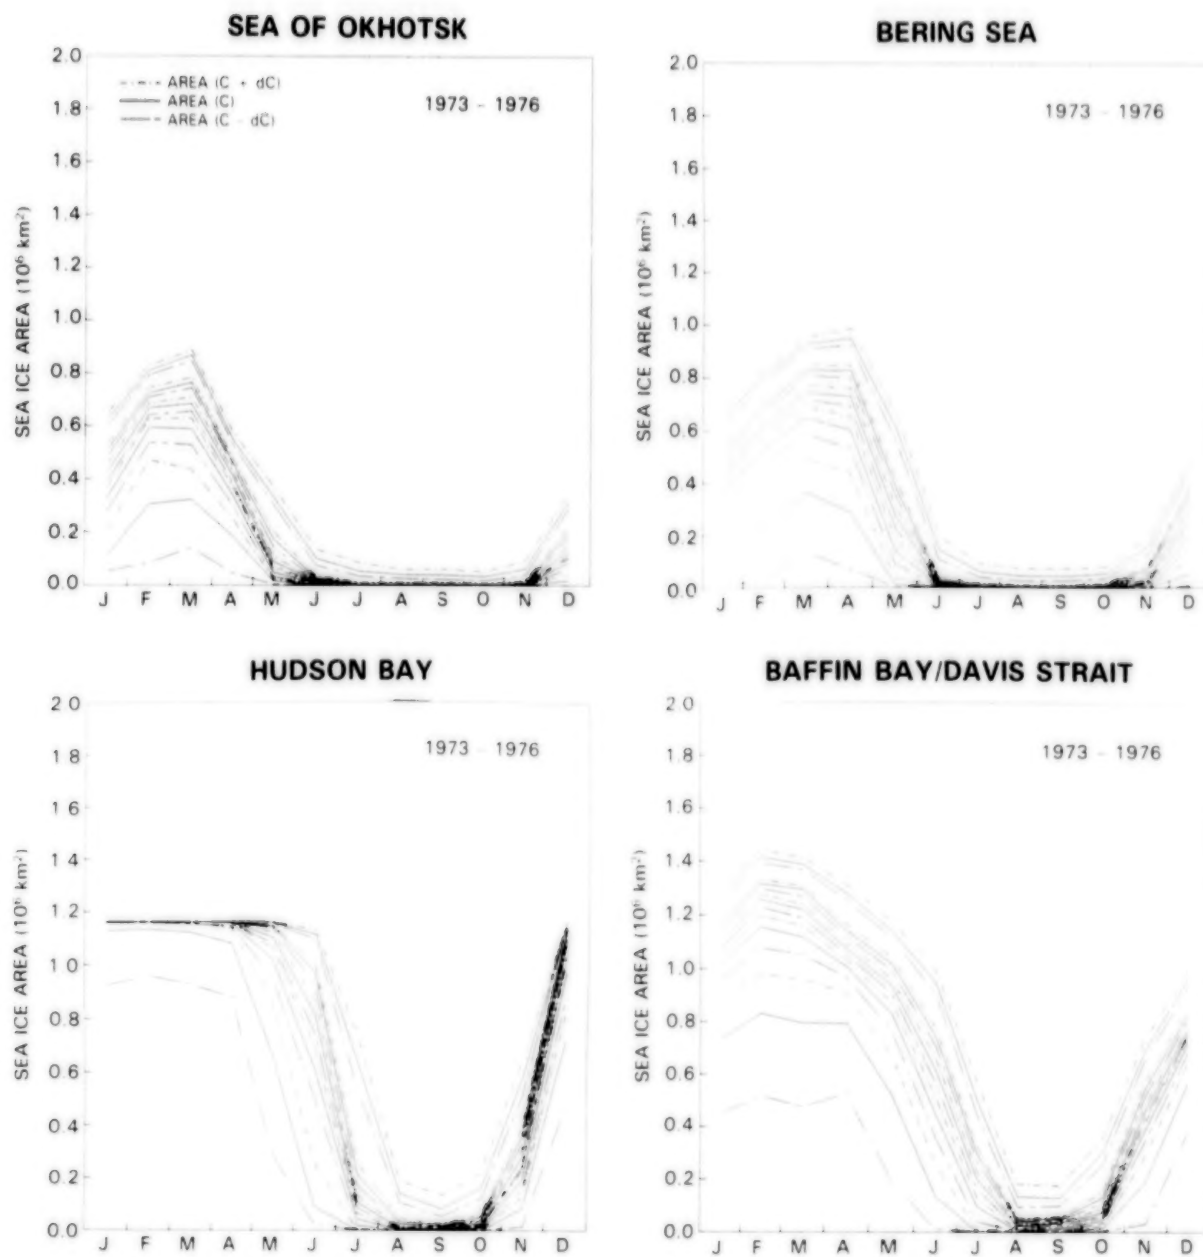 SEA OF OKHOTSK
2.0
1.8
1.6
1.4
1.2
1.0
0.8
0.6
0.4
0.2
0.0
SEA ICE AREA (10⁶ km²)
AREA (C + dC)
AREA (C)
AREA (C - dC)
1973 - 1976
J F M A M J J A S O N D
BERING SEA
2.0
1.8
1.6
1.4
1.2
1.0
0.8
0.6
0.4
0.2
0.0
SEA ICE AREA (10⁶ km²)
1973 - 1976
J F M A M J J A S O N D
HUDSON BAY
2.0
1.8
1.6
1.4
1.2
1.0
0.8
0.6
0.4
0.2
0.0
SEA ICE AREA (10⁶ km²)
1973 - 1976
J F M A M J J A S O N D
BAFFIN BAY/DAVIS STRAIT
2.0
1.8
1.6
1.4
1.2
1.0
0.8
0.6
0.4
0.2
0.0
SEA ICE AREA (10⁶ km²)
1973 - 1976
J F M A M J J A S O N D